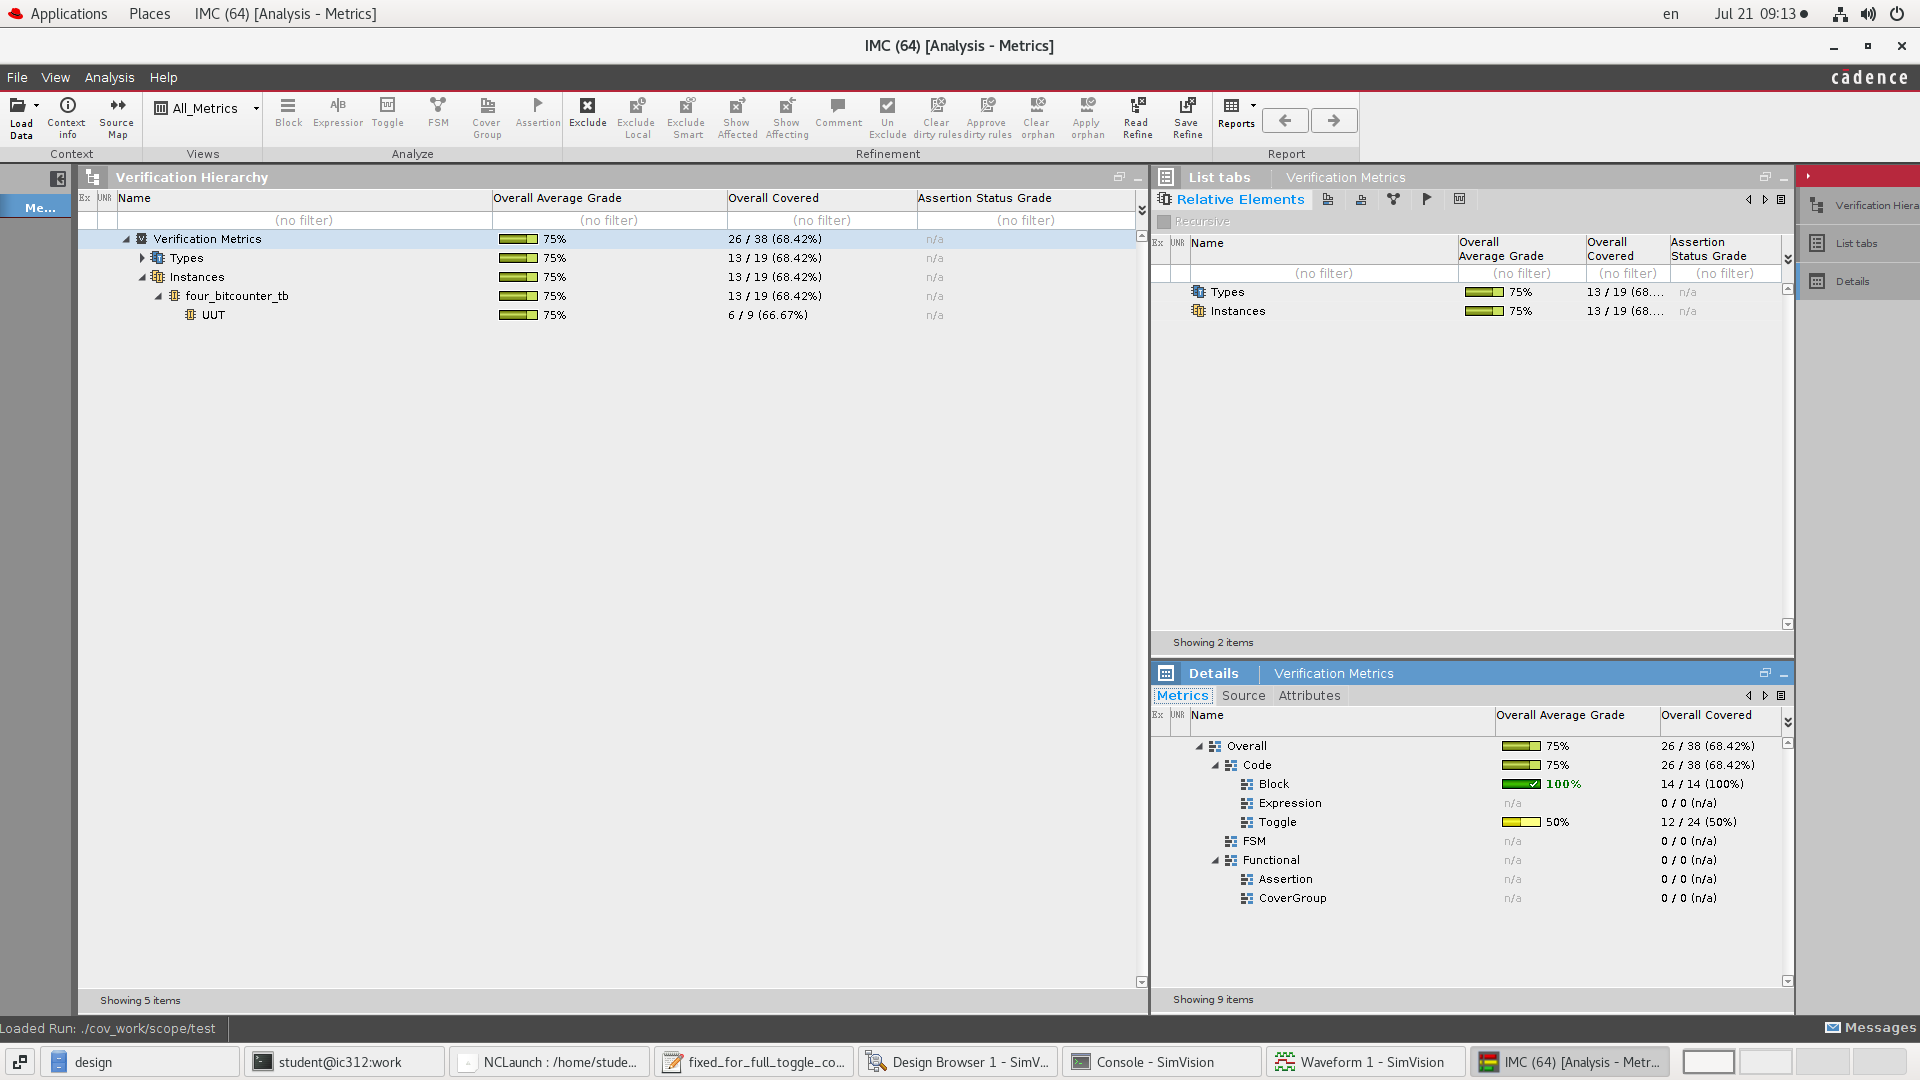 Applications Places IMC (64) [Analysis - Metrics] en Jul 21 09:13
IMC (64) [Analysis - Metrics]
File View Analysis Help cādence
Load Data Context info Source Map All_Metrics Block Expression Toggle FSM Cover Group Assertion Exclude Exclude Local Exclude Smart Show Affected Show Affecting Comment Un Exclude Clear dirty rules Approve dirty rules Clear orphan Apply orphan Read Refine Save Refine Reports
Context Views Analyze Refinement Report
Me...
Verification Hierarchy
Ex UNR Name Overall Average Grade Overall Covered Assertion Status Grade
(no filter) (no filter) (no filter) (no filter)
Verification Metrics 75% 26 / 38 (68.42%) n/a
Types 75% 13 / 19 (68.42%) n/a
Instances 75% 13 / 19 (68.42%) n/a
four_bitcounter_tb 75% 13 / 19 (68.42%) n/a
UUT 75% 6 / 9 (66.67%) n/a
Showing 5 items
List tabs Verification Metrics
Relative Elements
Recursive
Ex UNR Name Overall Average Grade Overall Covered Assertion Status Grade
(no filter) (no filter) (no filter) (no filter)
Types 75% 13 / 19 (68.... n/a
Instances 75% 13 / 19 (68.... n/a
Showing 2 items
Details Verification Metrics
Metrics Source Attributes
Ex UNR Name Overall Average Grade Overall Covered
Overall 75% 26 / 38 (68.42%)
Code 75% 26 / 38 (68.42%)
Block 100% 14 / 14 (100%)
Expression n/a 0 / 0 (n/a)
Toggle 50% 12 / 24 (50%)
FSM n/a 0 / 0 (n/a)
Functional n/a 0 / 0 (n/a)
Assertion n/a 0 / 0 (n/a)
CoverGroup n/a 0 / 0 (n/a)
Showing 9 items
Verification Hiera
List tabs
Details
Loaded Run: ./cov_work/scope/test Messages
design student@ic312:work NCLaunch : /home/stude... fixed_for_full_toggle_co... Design Browser 1 - SimV... Console - SimVision Waveform 1 - SimVision IMC (64) [Analysis - Metr...